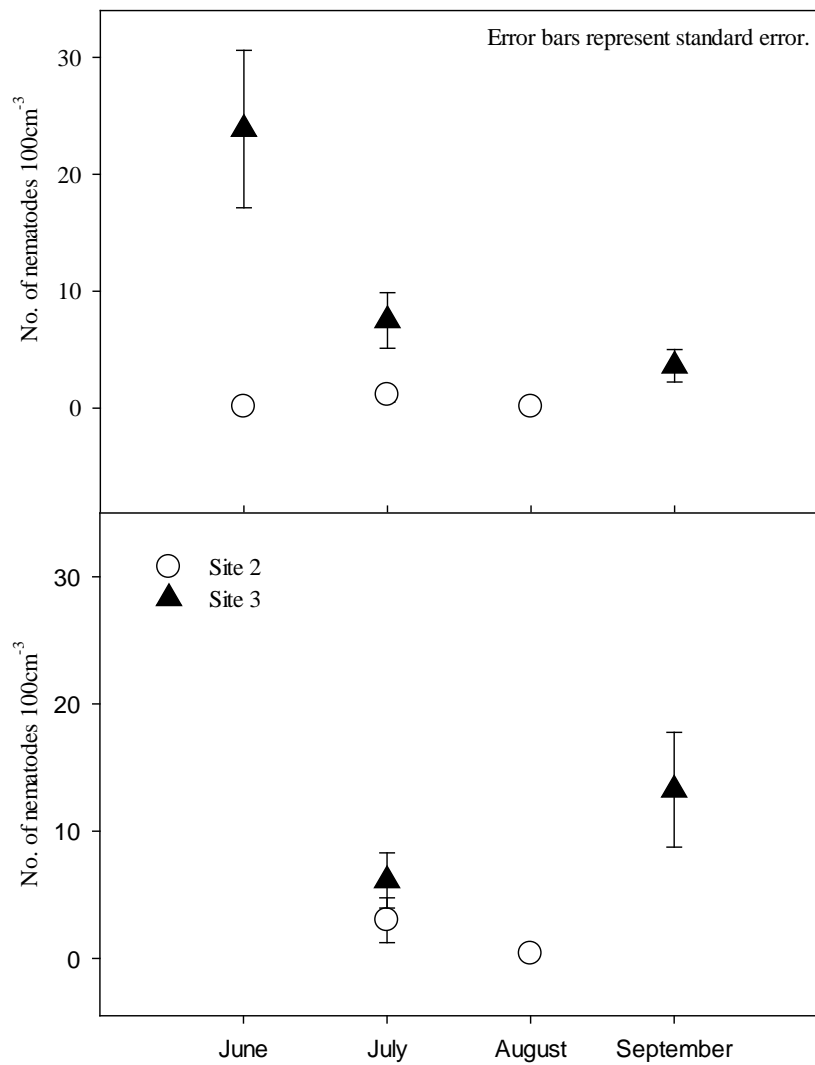 Error bars represent standard error.
30
20
10
0
No. of nematodes 100cm-3
Site 2
Site 3
30
20
10
0
No. of nematodes 100cm-3
June July August September